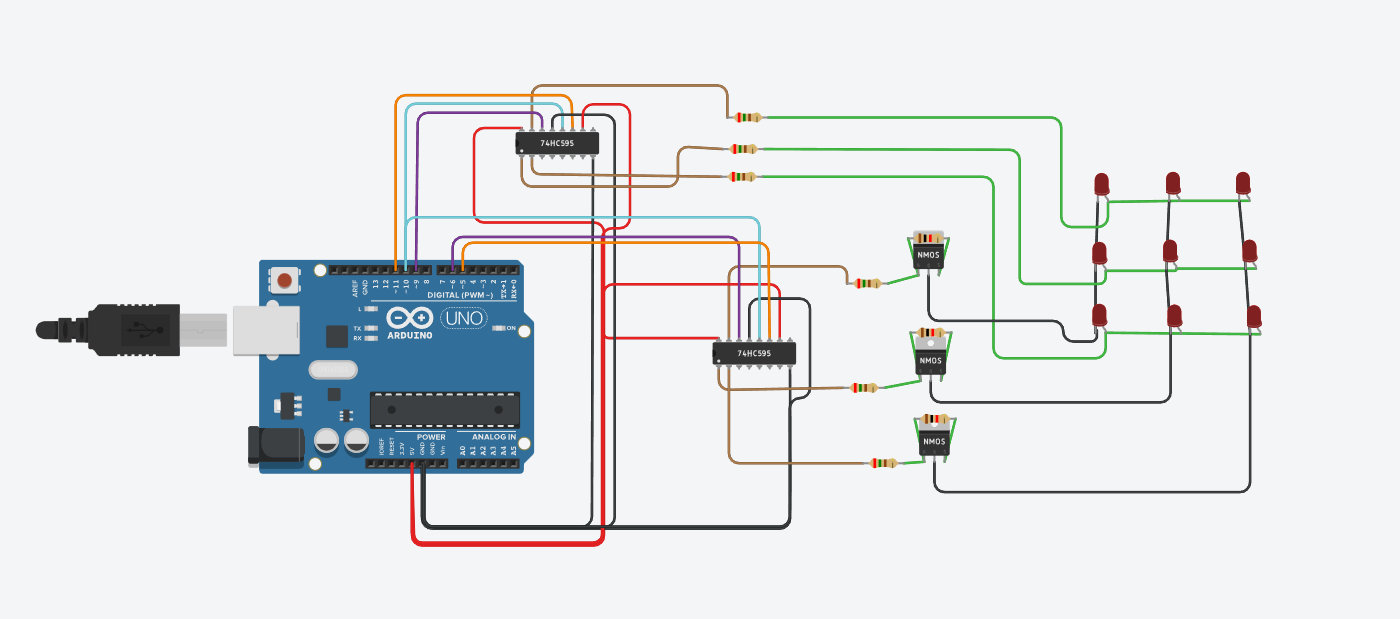 74HC595
AREF
GND
13
12
~11
~10
~9
8
7
~6
~5
4
~3
2
TX→1
RX←0
DIGITAL (PWM~)
L
TX
RX
ARDUINO
UNO
ON
NMOS
74HC595
NMOS
NMOS
POWER
ANALOG IN
IOREF
RESET
3.3V
5V
GND
GND
Vin
A0
A1
A2
A3
A4
A5